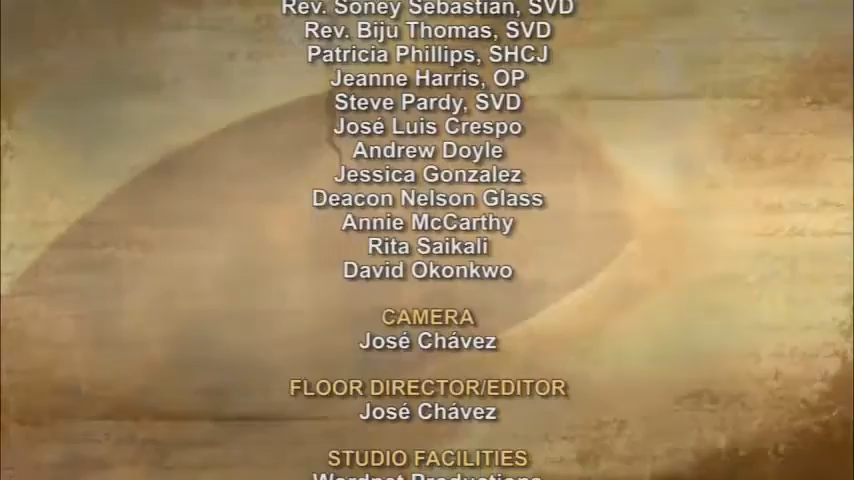 Rev. Soney Sebastian, SVD
Rev. Biju Thomas, SVD
Patricia Phillips, SHCJ
Jeanne Harris, OP
Steve Pardy, SVD
José Luis Crespo
Andrew Doyle
Jessica Gonzalez
Deacon Nelson Glass
Annie McCarthy
Rita Saikali
David Okonkwo
CAMERA
José Chávez
FLOOR DIRECTOR/EDITOR
José Chávez
STUDIO FACILITIES
Wordnet Productions